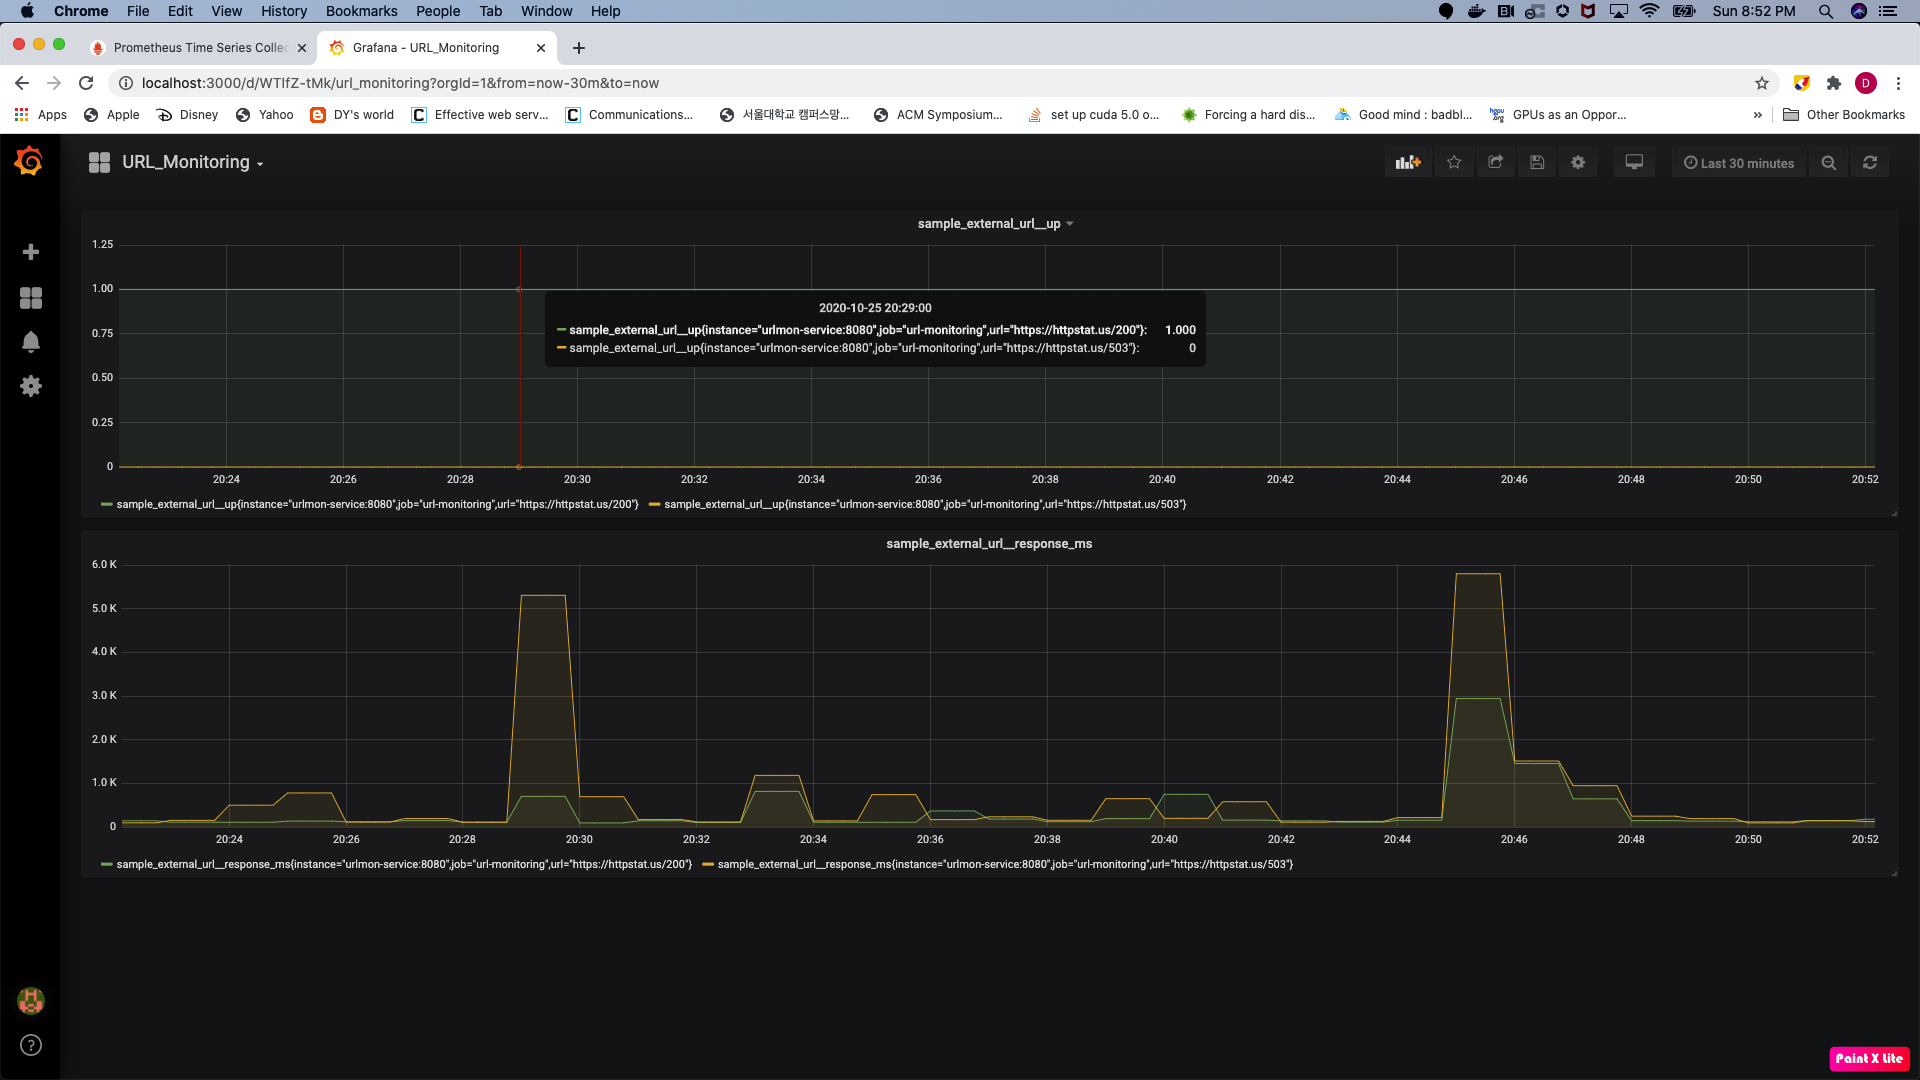 Chrome File Edit View History Bookmarks People Tab Window Help Sun 8:52 PM
Prometheus Time Series Collec Grafana - URL_Monitoring
localhost:3000/d/WTlfZ-tMk/url_monitoring?orgId=1&from=now-30m&to=now
Apps Apple Disney Yahoo DY's world Effective web serv... Communications... 서울대학교 캠퍼스망... ACM Symposium... set up cuda 5.0 o... Forcing a hard dis... Good mind : badbl... GPUs as an Oppor... » Other Bookmarks
URL_Monitoring Last 30 minutes
sample_external_url__up
1.25
1.00
0.75
0.50
0.25
0
2020-10-25 20:29:00
sample_external_url__up{instance="urlmon-service:8080",job="url-monitoring",url="https://httpstat.us/200"}: 1.000
sample_external_url__up{instance="urlmon-service:8080",job="url-monitoring",url="https://httpstat.us/503"}: 0
20:24 20:26 20:28 20:30 20:32 20:34 20:36 20:38 20:40 20:42 20:44 20:46 20:48 20:50 20:52
sample_external_url__up{instance="urlmon-service:8080",job="url-monitoring",url="https://httpstat.us/200"} sample_external_url__up{instance="urlmon-service:8080",job="url-monitoring",url="https://httpstat.us/503"}
sample_external_url__response_ms
6.0 K
5.0 K
4.0 K
3.0 K
2.0 K
1.0 K
0
20:24 20:26 20:28 20:30 20:32 20:34 20:36 20:38 20:40 20:42 20:44 20:46 20:48 20:50 20:52
sample_external_url__response_ms{instance="urlmon-service:8080",job="url-monitoring",url="https://httpstat.us/200"} sample_external_url__response_ms{instance="urlmon-service:8080",job="url-monitoring",url="https://httpstat.us/503"}
Paint X Lite